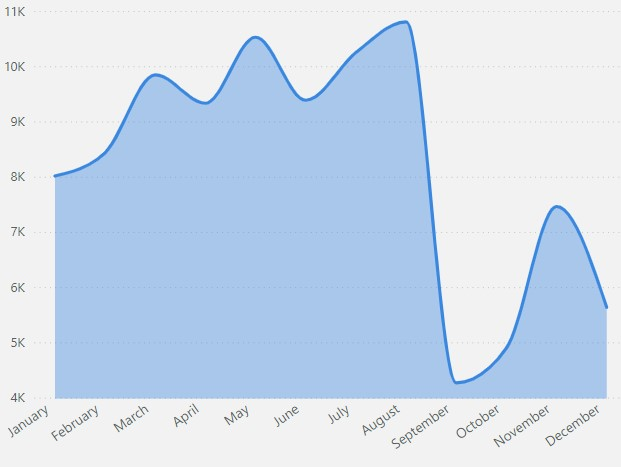 11K
10K
9K
8K
7K
6K
5K
4K
January
February
March
April
May
June
July
August
September
October
November
December